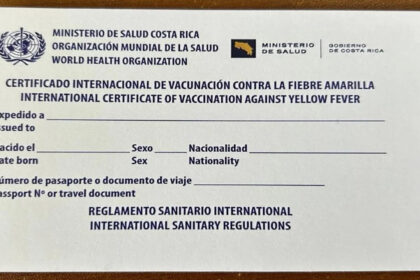 MINISTERIO DE SALUD COSTA RICA
ORGANIZACIÓN MUNDIAL DE LA SALUD
WORLD HEALTH ORGANIZATION
MINISTERIO DE SALUD
GOBIERNO DE COSTA RICA
CERTIFICADO INTERNACIONAL DE VACUNACIÓN CONTRA LA FIEBRE AMARILLA
INTERNATIONAL CERTIFICATE OF VACCINATION AGAINST YELLOW FEVER
xpedido a
ssued to
acido el Sexo Nacionalidad
ate born Sex Nationality
úmero de pasaporte o documento de viaje
assport Nº or travel document
REGLAMENTO SANITARIO INTERNATIONAL
INTERNATIONAL SANITARY REGULATIONS